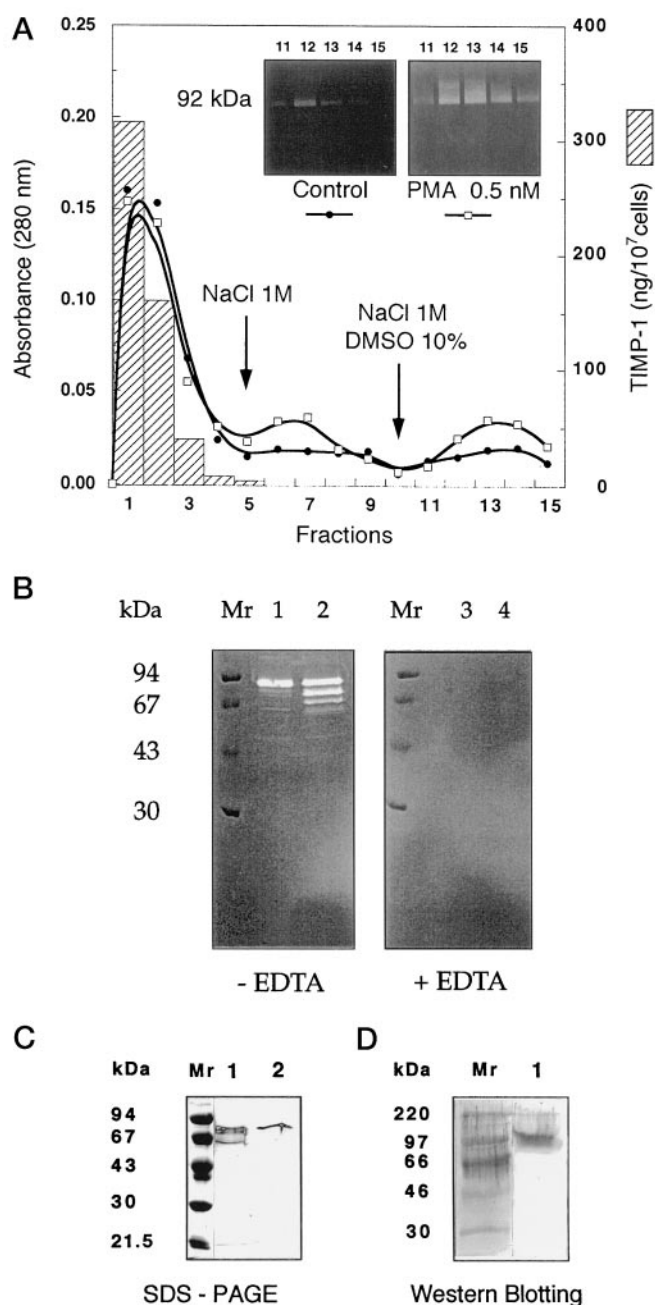 A
0.25
0.20
0.15
0.10
0.05
0.00
Absorbance (280 nm)
11 12 13 14 15
11 12 13 14 15
92 kDa
Control
PMA 0.5 nM
NaCl 1M
NaCl 1M
DMSO 10%
400
300
200
100
0
TIMP-1 (ng/10⁷cells)
1 3 5 7 9 11 13 15
Fractions
B
kDa Mr 1 2 Mr 3 4
94
67
43
30
- EDTA + EDTA
C
kDa Mr 1 2
94
67
43
30
21.5
SDS - PAGE
D
kDa Mr 1
220
97
66
46
30
Western Blotting